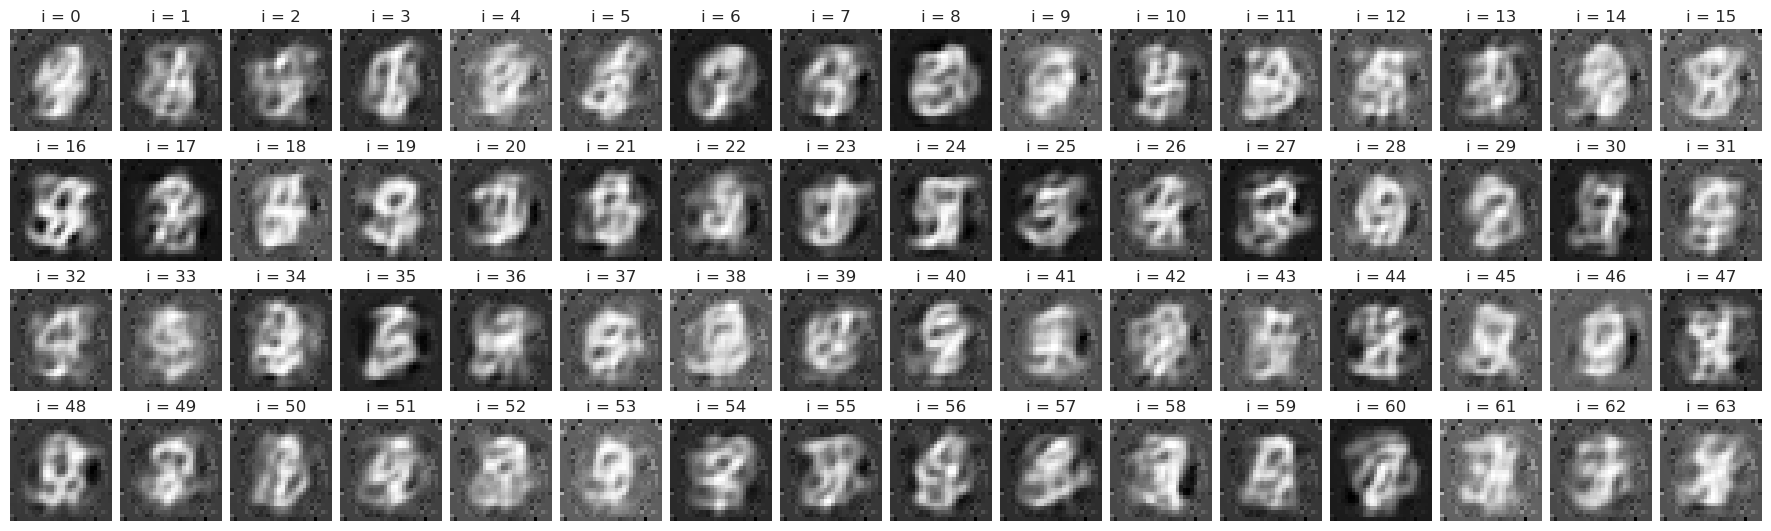 i = 0 i = 1 i = 2 i = 3 i = 4 i = 5 i = 6 i = 7 i = 8 i = 9 i = 10 i = 11 i = 12 i = 13 i = 14 i = 15
i = 16 i = 17 i = 18 i = 19 i = 20 i = 21 i = 22 i = 23 i = 24 i = 25 i = 26 i = 27 i = 28 i = 29 i = 30 i = 31
i = 32 i = 33 i = 34 i = 35 i = 36 i = 37 i = 38 i = 39 i = 40 i = 41 i = 42 i = 43 i = 44 i = 45 i = 46 i = 47
i = 48 i = 49 i = 50 i = 51 i = 52 i = 53 i = 54 i = 55 i = 56 i = 57 i = 58 i = 59 i = 60 i = 61 i = 62 i = 63